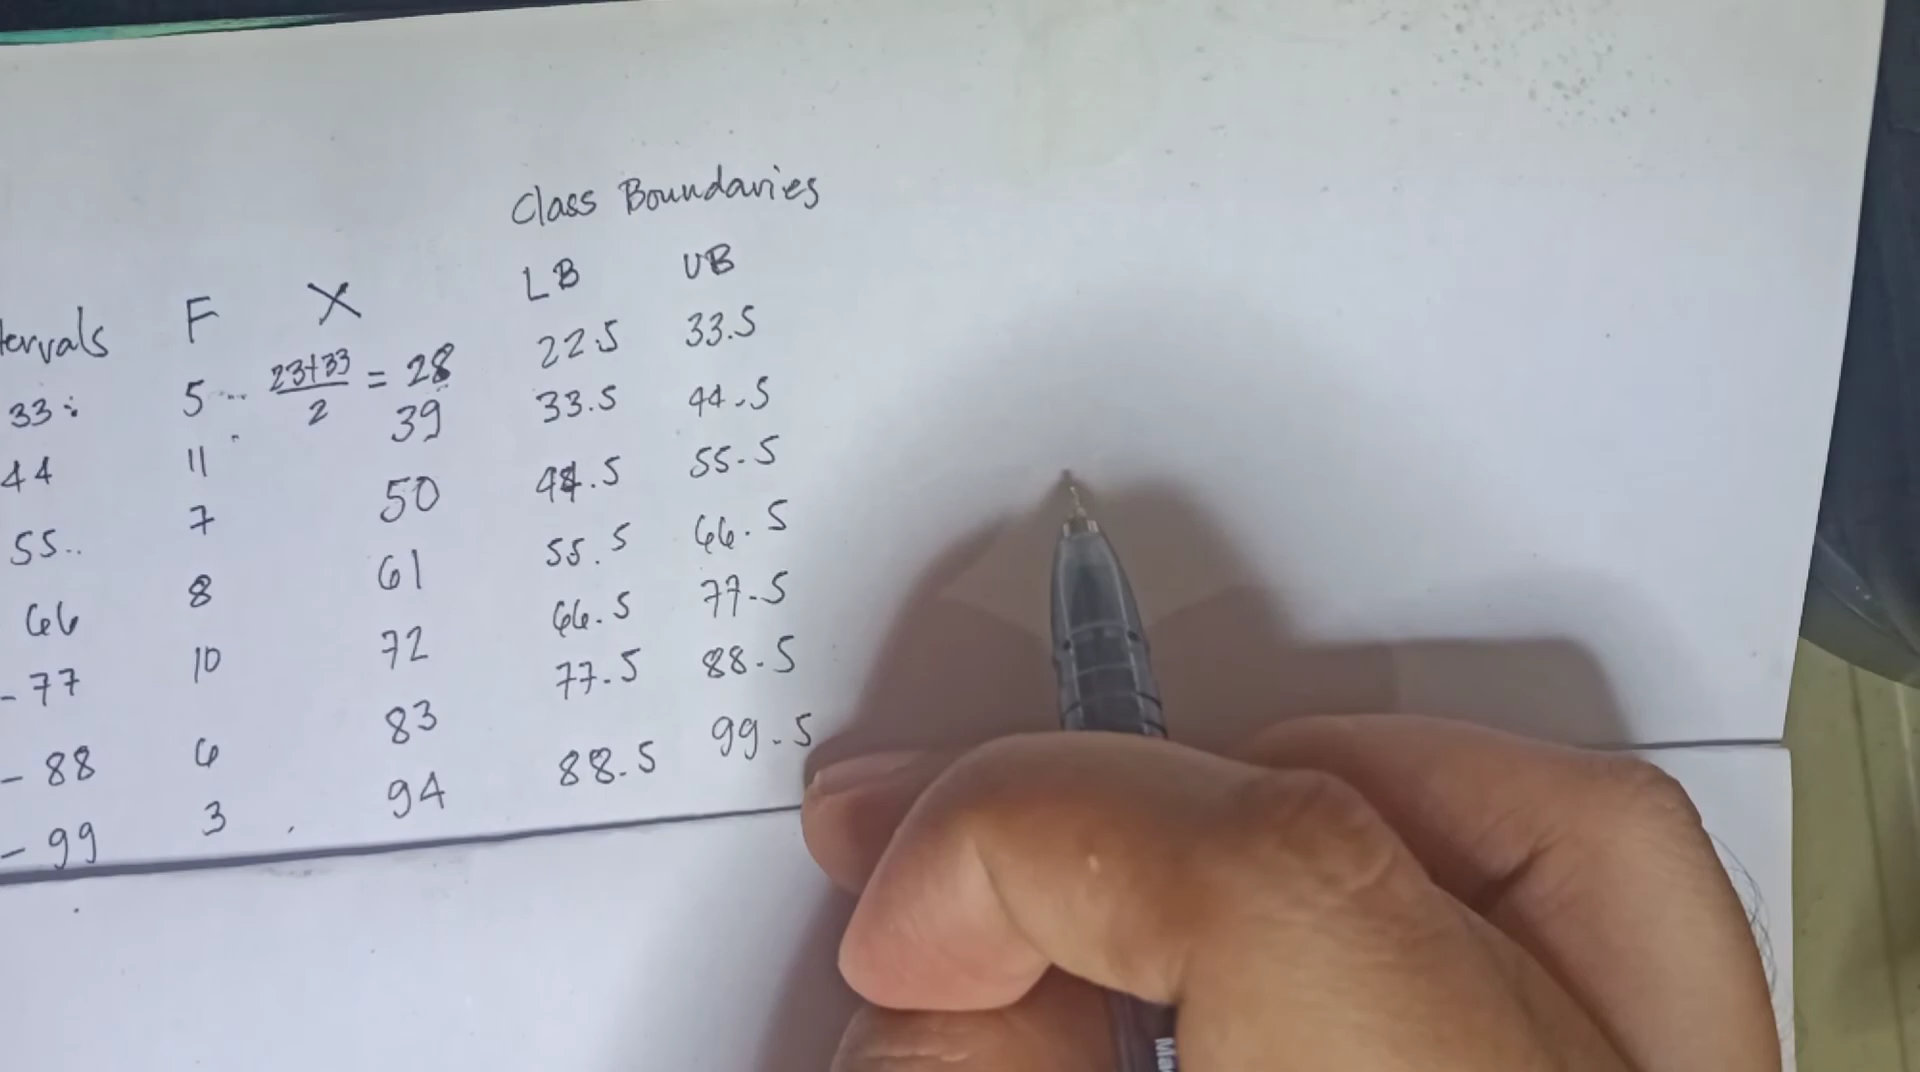 Class Boundaries
tervals F X LB UB
33 5 23+33/2 = 28 22.5 33.5
44 11 39 33.5 44.5
55 7 50 44.5 55.5
66 8 61 55.5 66.5
- 77 10 72 66.5 77.5
- 88 6 83 77.5 88.5
- 99 3 94 88.5 99.5